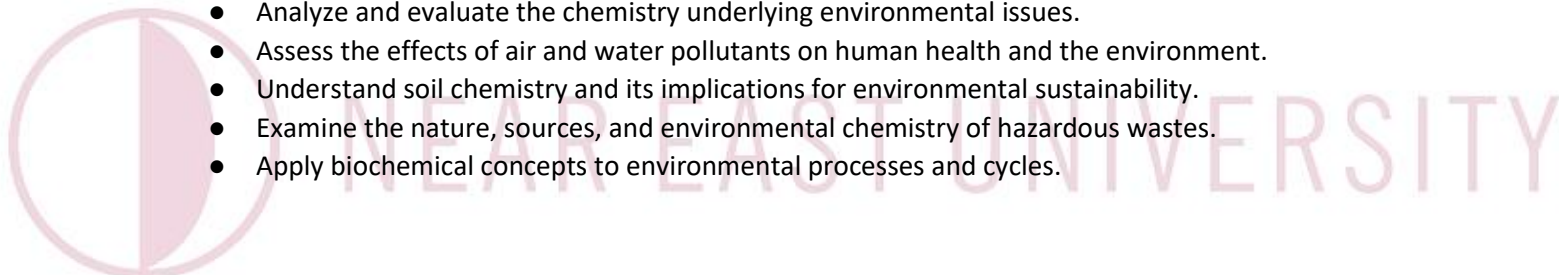 ● Analyze and evaluate the chemistry underlying environmental issues.
● Assess the effects of air and water pollutants on human health and the environment.
● Understand soil chemistry and its implications for environmental sustainability.
● Examine the nature, sources, and environmental chemistry of hazardous wastes.
● Apply biochemical concepts to environmental processes and cycles.
NEAR EAST UNIVERSITY